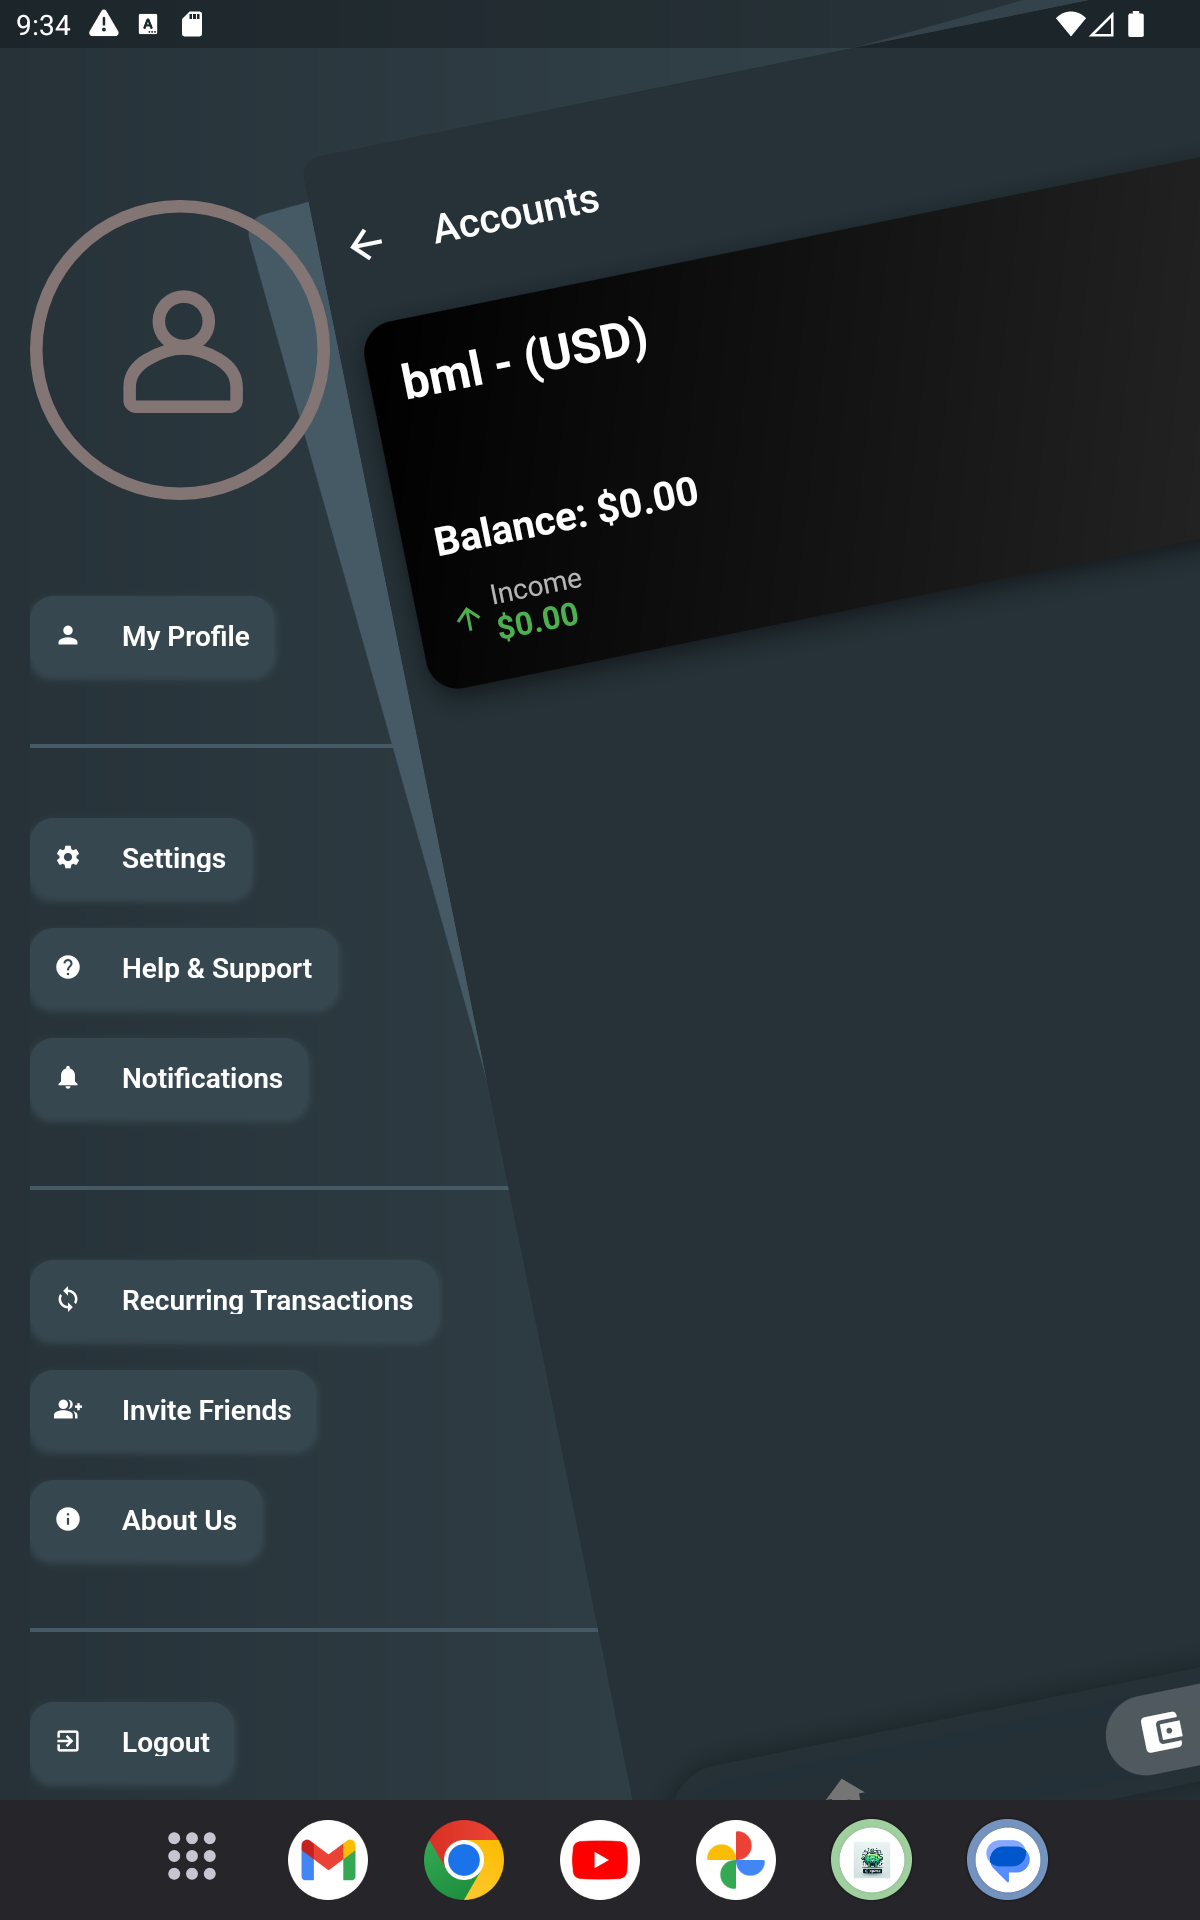 9:34
Accounts
bml - (USD)
Balance: $0.00
Income
$0.00
My Profile
Settings
Help & Support
Notifications
Recurring Transactions
Invite Friends
About Us
Logout